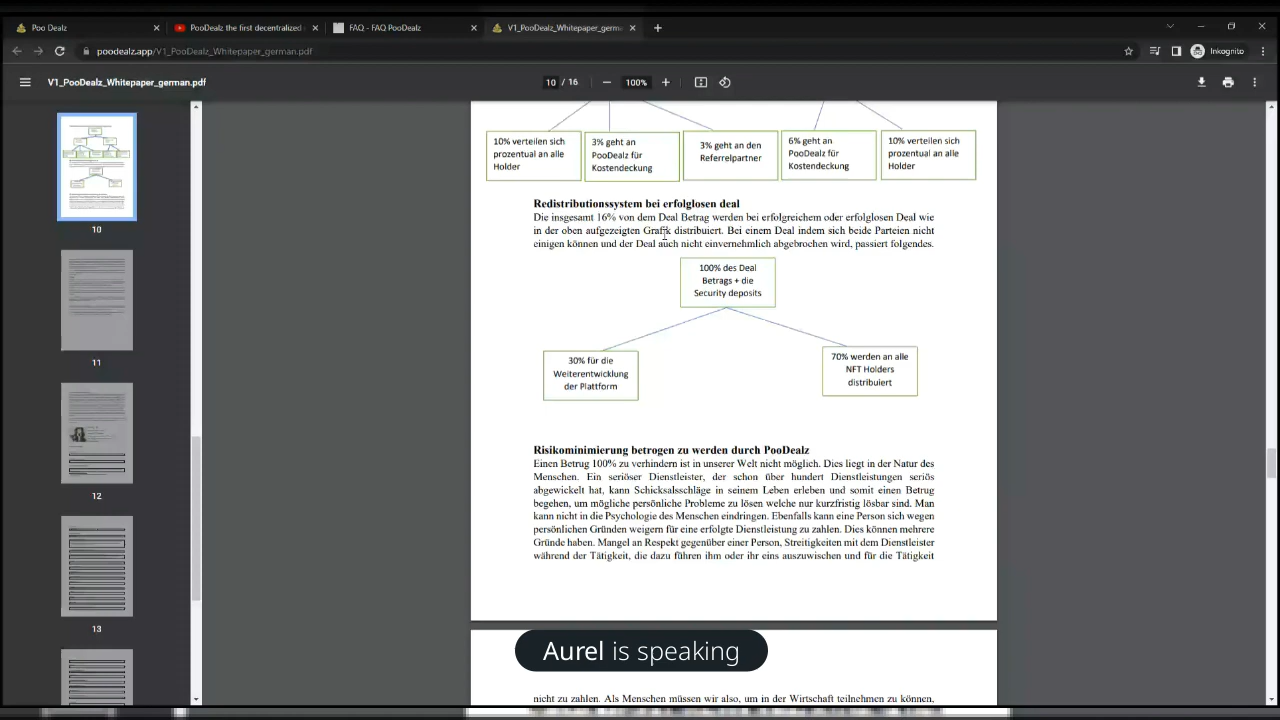 Poo Dealz
PooDealz the first decentralized
FAQ - FAQ PooDealz
V1_PooDealz_Whitepaper_germ
poodealz.app/V1_PooDealz_Whitepaper_german.pdf
Inkognito
V1_PooDealz_Whitepaper_german.pdf
10 / 16
100%
10
11
12
13
10% verteilen sich
prozentual an alle
Holder
3% geht an
PooDealz für
Kostendeckung
3% geht an den
Referrelpartner
6% geht an
PooDealz für
Kostendeckung
10% verteilen sich
prozentual an alle
Holder
Redistributionssystem bei erfolglosen deal
Die insgesamt 16% von dem Deal Betrag werden bei erfolgreichem oder erfolglosen Deal wie
in der oben aufgezeigten Grafik distribuiert. Bei einem Deal indem sich beide Parteien nicht
einigen können und der Deal auch nicht einvernehmlich abgebrochen wird, passiert folgendes.
100% des Deal
Betrags + die
Security deposits
30% für die
Weiterentwicklung
der Plattform
70% werden an alle
NFT Holders
distribuiert
Risikominimierung betrogen zu werden durch PooDealz
Einen Betrug 100% zu verhindern ist in unserer Welt nicht möglich. Dies liegt in der Natur des
Menschen. Ein seriöser Dienstleister, der schon über hundert Dienstleistungen seriös
abgewickelt hat, kann Schicksalsschläge in seinem Leben erleben und somit einen Betrug
begehen, um mögliche persönliche Probleme zu lösen welche nur kurzfristig lösbar sind. Man
kann nicht in die Psychologie des Menschen eindringen. Ebenfalls kann eine Person sich wegen
persönlichen Gründen weigern für eine erfolgte Dienstleistung zu zahlen. Dies können mehrere
Gründe haben. Mangel an Respekt gegenüber einer Person, Streitigkeiten mit dem Dienstleister
während der Tätigkeit, die dazu führen ihm oder ihr eins auszuwischen und für die Tätigkeit
Aurel is speaking
nicht zu zahlen. Als Menschen müssen wir also, um in der Wirtschaft teilnehmen zu können,